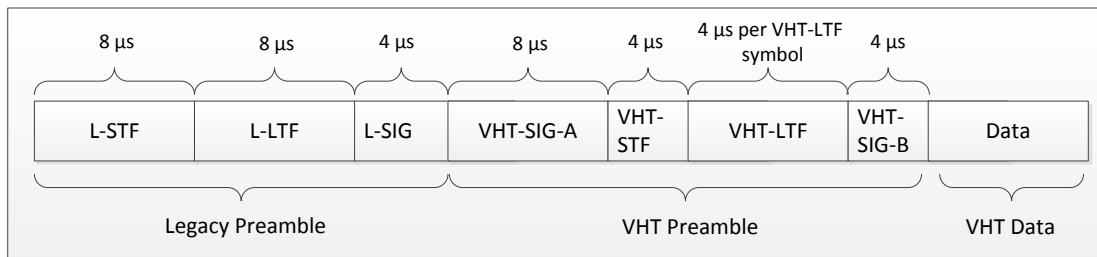 8 µs
8 µs
4 µs
8 µs
4 µs
4 µs per VHT-LTF
symbol
4 µs
L-STF
L-LTF
L-SIG
VHT-SIG-A
VHT-
STF
VHT-LTF
VHT-
SIG-B
Data
Legacy Preamble
VHT Preamble
VHT Data